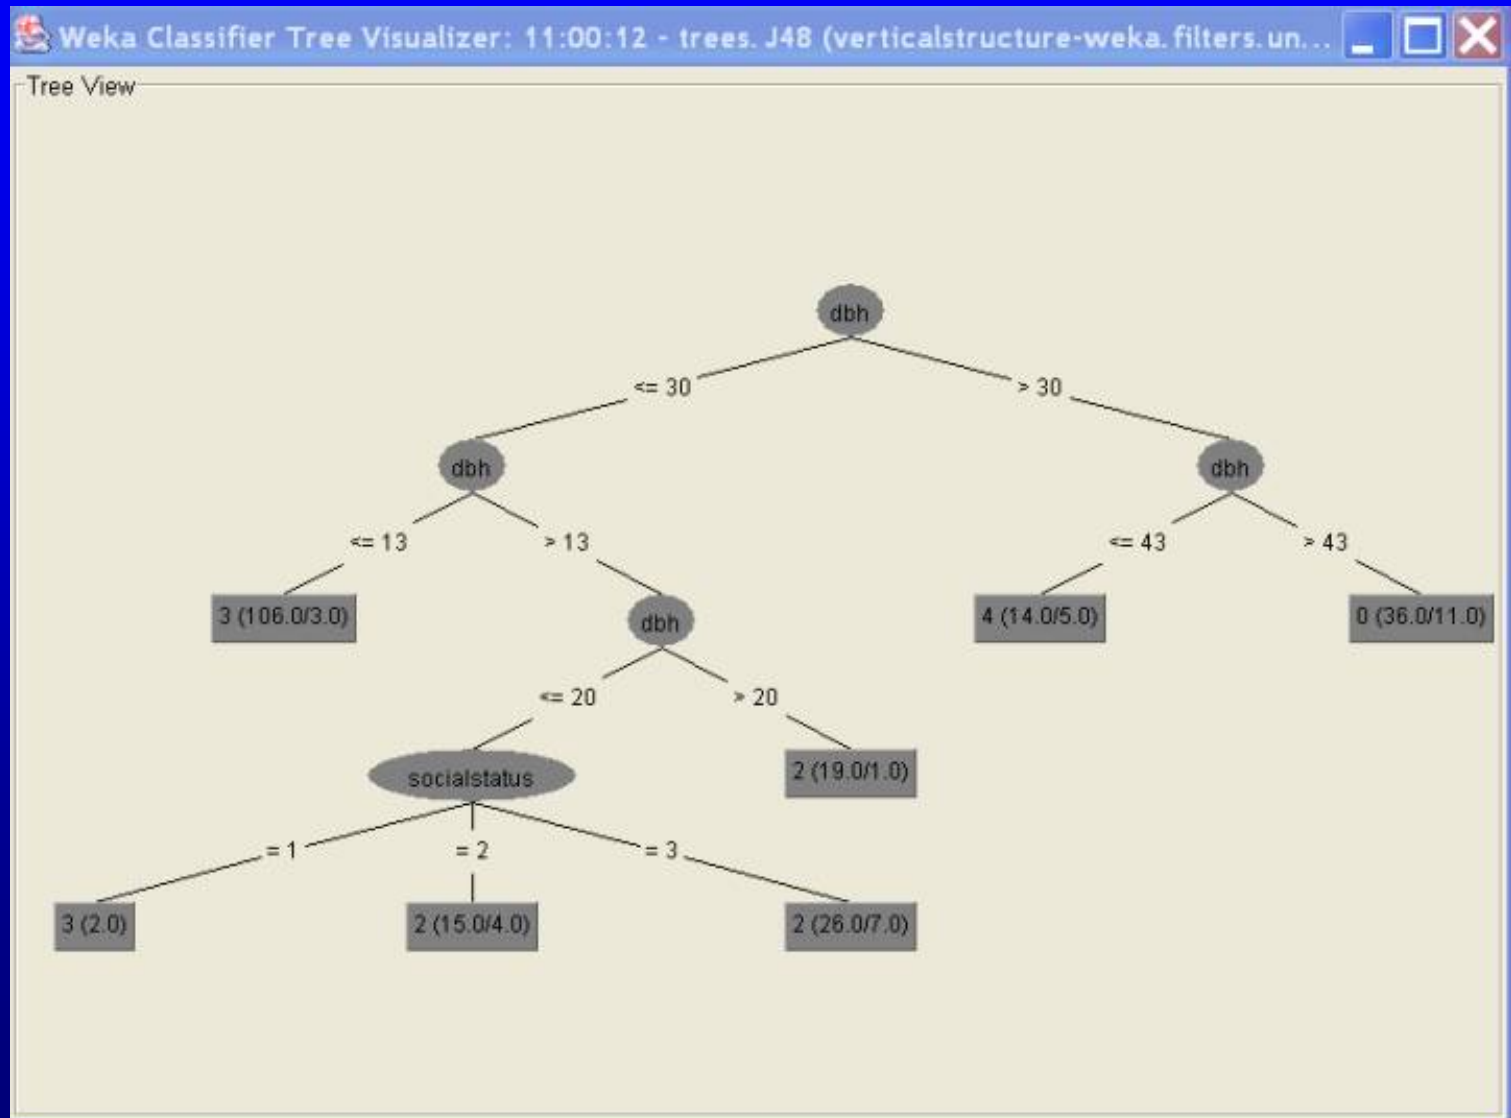 Weka Classifier Tree Visualizer: 11:00:12 - trees.J48 (verticalstructure-weka.filters.un...
Tree View
dbh
<= 30 > 30
dbh dbh
<= 13 > 13 <= 43 > 43
3 (106.0/3.0) dbh 4 (14.0/5.0) 0 (36.0/11.0)
<= 20 > 20
socialstatus 2 (19.0/1.0)
= 1 = 2 = 3
3 (2.0) 2 (15.0/4.0) 2 (26.0/7.0)